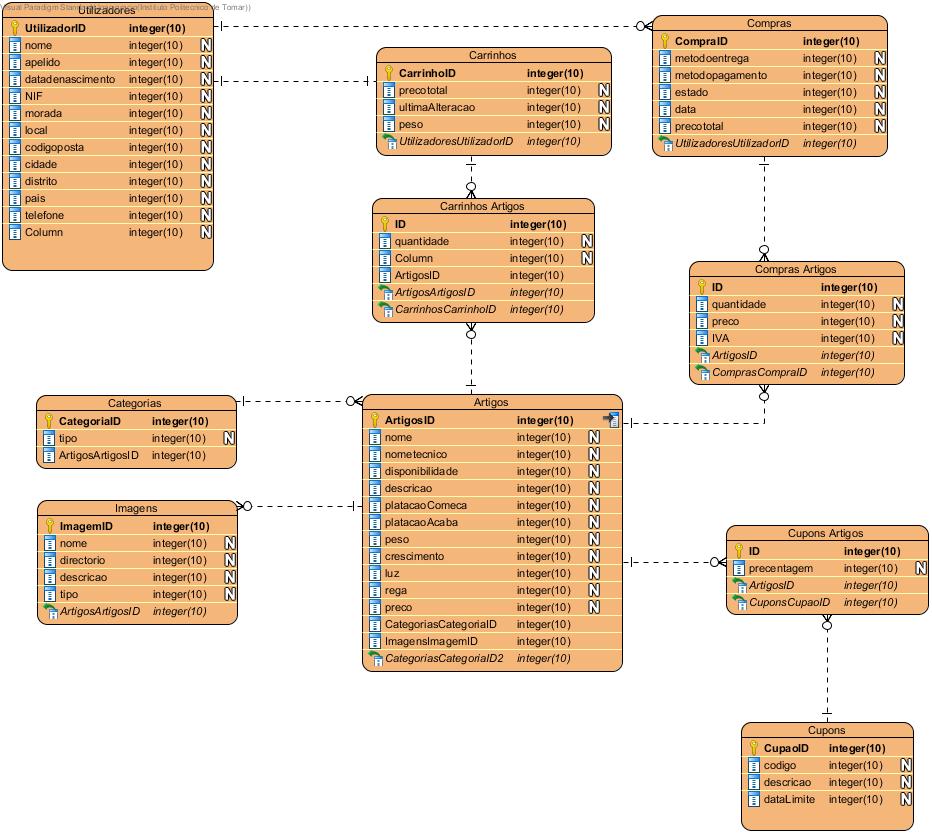 Visual Paradigm Standard
(Instituto Politecnico de Tomar))
Utilizadores
UtilizadorID integer(10)
nome integer(10) N
apelido integer(10) N
datadenascimento integer(10) N
NIF integer(10) N
morada integer(10) N
local integer(10) N
codigoposta integer(10) N
cidade integer(10) N
distrito integer(10) N
pais integer(10) N
telefone integer(10) N
Column integer(10) N
Carrinhos
CarrinhoID integer(10)
precototal integer(10) N
ultimaAlteracao integer(10) N
peso integer(10) N
UtilizadoresUtilizadorID integer(10)
Compras
CompraID integer(10)
metodoentrega integer(10) N
metodopagamento integer(10) N
estado integer(10) N
data integer(10) N
precototal integer(10) N
UtilizadoresUtilizadorID integer(10)
Carrinhos Artigos
ID integer(10)
quantidade integer(10) N
Column integer(10) N
ArtigosID integer(10)
ArtigosArtigosID integer(10)
CarrinhosCarrinhoID integer(10)
Compras Artigos
ID integer(10)
quantidade integer(10) N
preco integer(10) N
IVA integer(10) N
ArtigosID integer(10)
ComprasCompraID integer(10)
Categorias
CategoriaID integer(10)
tipo integer(10) N
ArtigosArtigosID integer(10)
Imagens
ImagemID integer(10)
nome integer(10) N
directorio integer(10) N
descricao integer(10) N
tipo integer(10) N
ArtigosArtigosID integer(10)
Artigos
ArtigosID integer(10)
nome integer(10) N
nometecnico integer(10) N
disponibilidade integer(10) N
descricao integer(10) N
platacaoComeca integer(10) N
platacaoAcaba integer(10) N
peso integer(10) N
crescimento integer(10) N
luz integer(10) N
rega integer(10) N
preco integer(10) N
CategoriasCategoriaID integer(10)
ImagensImagemID integer(10)
CategoriasCategoriaID2 integer(10)
Cupons Artigos
ID integer(10)
precentagem integer(10) N
ArtigosID integer(10)
CuponsCupaoID integer(10)
Cupons
CupaoID integer(10)
codigo integer(10) N
descricao integer(10) N
dataLimite integer(10) N